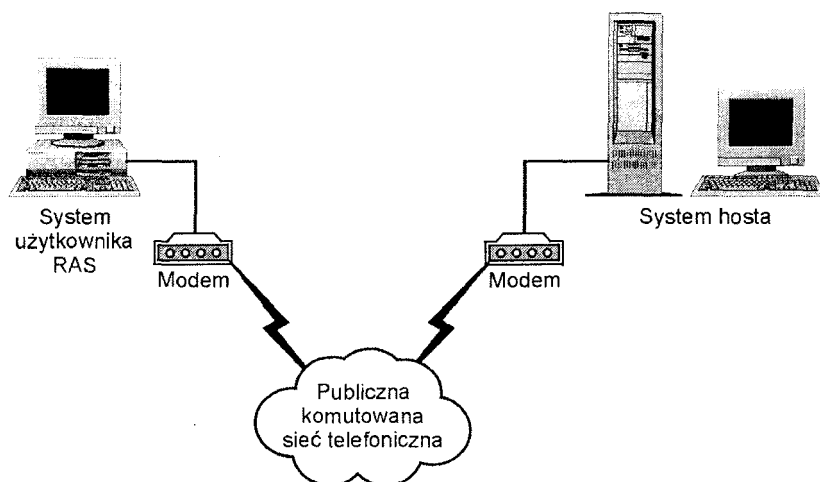 System
użytkownika
RAS
Modem
Modem
System hosta
Publiczna
komutowana
sieć telefoniczna